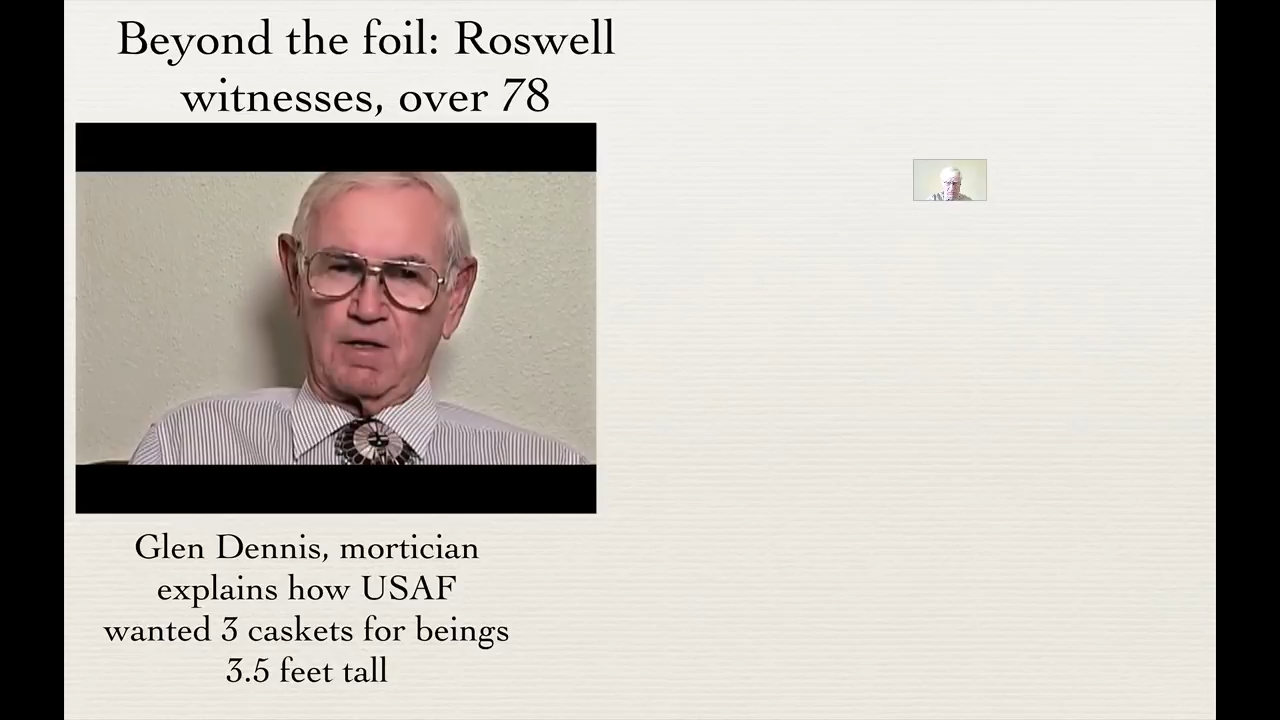 Beyond the foil: Roswell
witnesses, over 78
Glen Dennis, mortician
explains how USAF
wanted 3 caskets for beings
3.5 feet tall